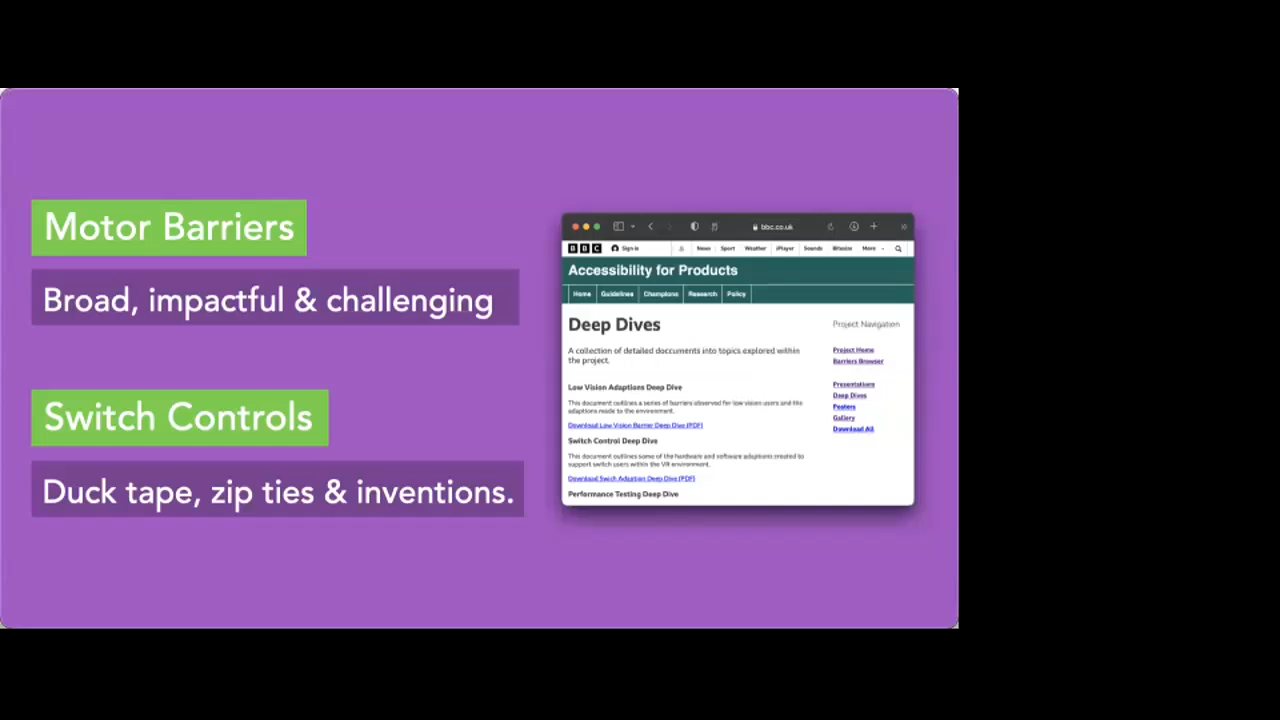 Motor Barriers
Broad, impactful & challenging
Switch Controls
Duck tape, zip ties & inventions.
bbc.co.uk
BBC Sign in News Sport Weather iPlayer Sounds Bitesize More
Accessibility for Products
Home Guidelines Champions Research Policy
Deep Dives
A collection of detailed doccuments into topics explored within
the project.
Low Vision Adaptions Deep Dive
This document outlines a series of barriers observed for low vision users and the
adaptions made to the environment.
Download Low Vision Barrier Deep Dive (PDF)
Switch Control Deep Dive
This document outlines some of the hardware and software adaptions created to
support switch users within the VR environment.
Download Swich Adaption Deep Dive (PDF)
Performance Testing Deep Dive
Project Navigation
Project Home
Barriers Browser
Presentations
Deep Dives
Posters
Gallery
Download All